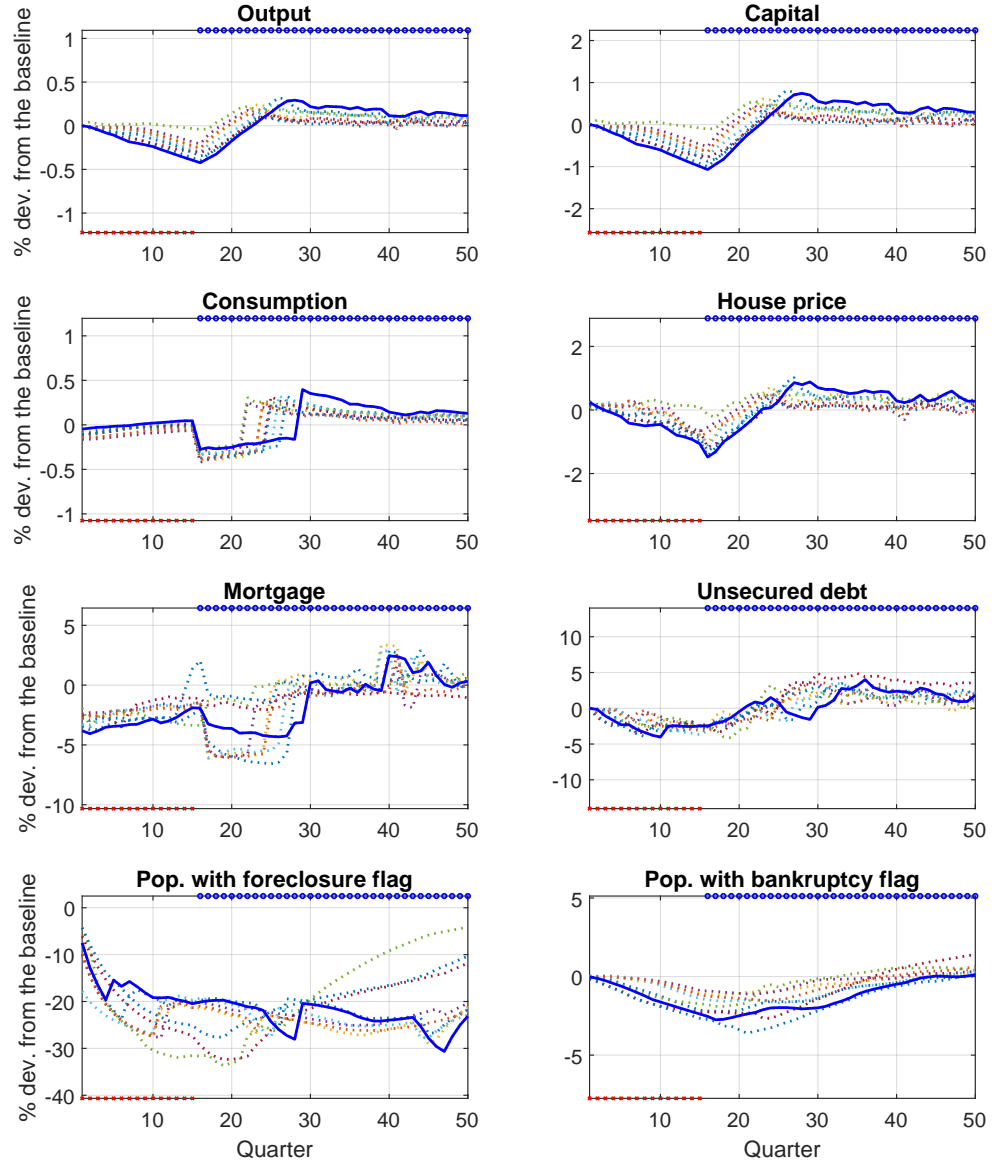 Output
% dev. from the baseline
1
0.5
0
-0.5
-1
10 20 30 40 50
Capital
2
1
0
-1
-2
10 20 30 40 50
Consumption
% dev. from the baseline
1
0.5
0
-0.5
-1
10 20 30 40 50
House price
2
0
-2
10 20 30 40 50
Mortgage
% dev. from the baseline
5
0
-5
-10
10 20 30 40 50
Unsecured debt
10
5
0
-5
-10
10 20 30 40 50
Pop. with foreclosure flag
% dev. from the baseline
0
-10
-20
-30
-40
10 20 30 40 50
Quarter
Pop. with bankruptcy flag
5
0
-5
10 20 30 40 50
Quarter